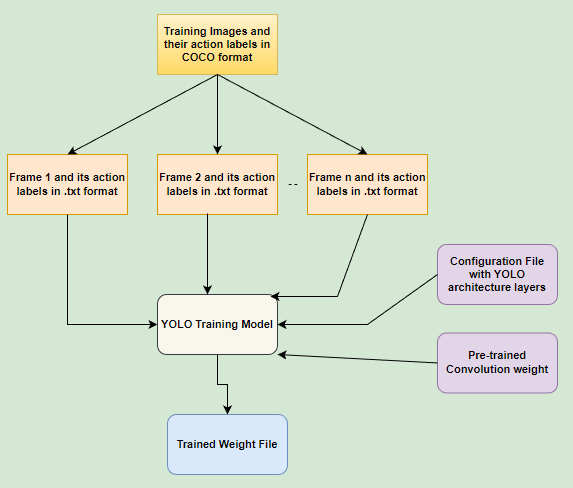 Training Images and
their action labels in
COCO format
Frame 1 and its action
labels in .txt format
Frame 2 and its action
labels in .txt format
- -
Frame n and its action
labels in .txt format
Configuration File
with YOLO
architecture layers
YOLO Training Model
Pre-trained
Convolution weight
Trained Weight File